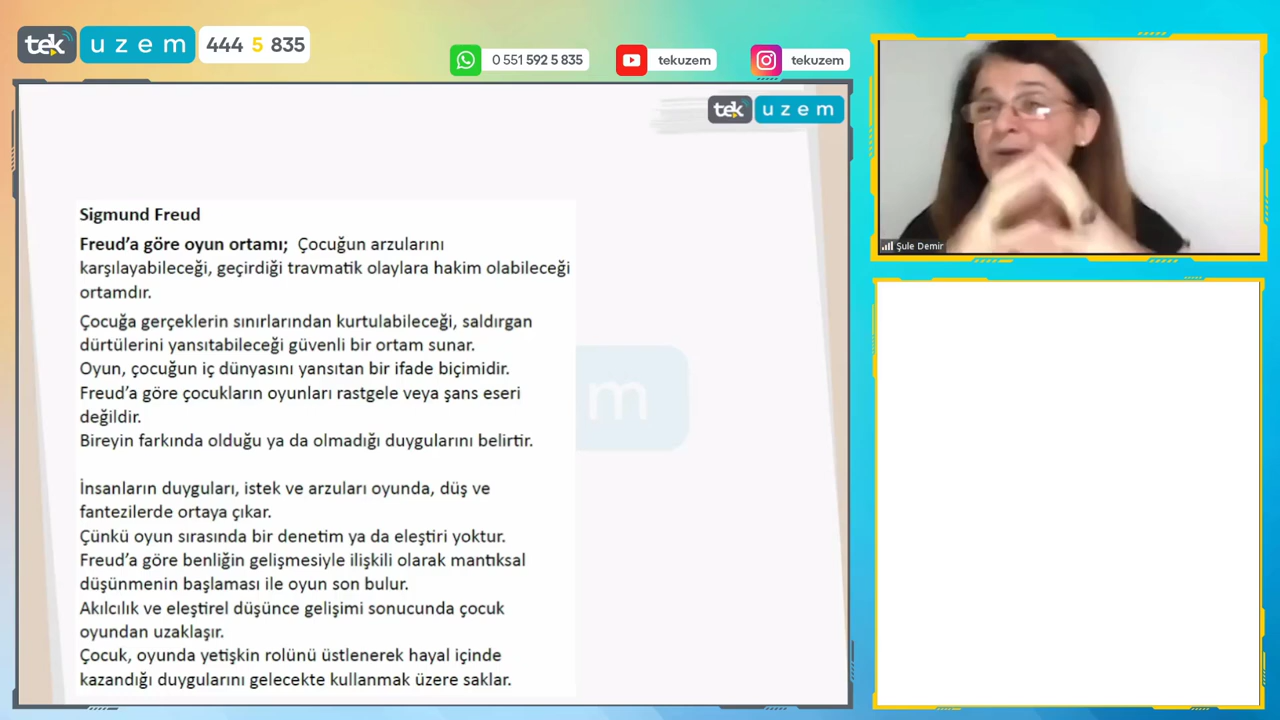 tek uzem 444 5 835
0 551 592 5 835
tekuzem
tekuzem
tek uzem
Şule Demir
Sigmund Freud
Freud’a göre oyun ortamı; Çocuğun arzularını
karşılayabileceği, geçirdiği travmatik olaylara hakim olabileceği
ortamdır.
Çocuğa gerçeklerin sınırlarından kurtulabileceği, saldırgan
dürtülerini yansıtabileceği güvenli bir ortam sunar.
Oyun, çocuğun iç dünyasını yansıtan bir ifade biçimidir.
Freud’a göre çocukların oyunları rastgele veya şans eseri
değildir.
m
Bireyin farkında olduğu ya da olmadığı duygularını belirtir.
İnsanların duyguları, istek ve arzuları oyunda, düş ve
fantezilerde ortaya çıkar.
Çünkü oyun sırasında bir denetim ya da eleştiri yoktur.
Freud’a göre benliğin gelişmesiyle ilişkili olarak mantıksal
düşünmenin başlaması ile oyun son bulur.
Akılcılık ve eleştirel düşünce gelişimi sonucunda çocuk
oyundan uzaklaşır.
Çocuk, oyunda yetişkin rolünü üstlenerek hayal içinde
kazandığı duygularını gelecekte kullanmak üzere saklar.